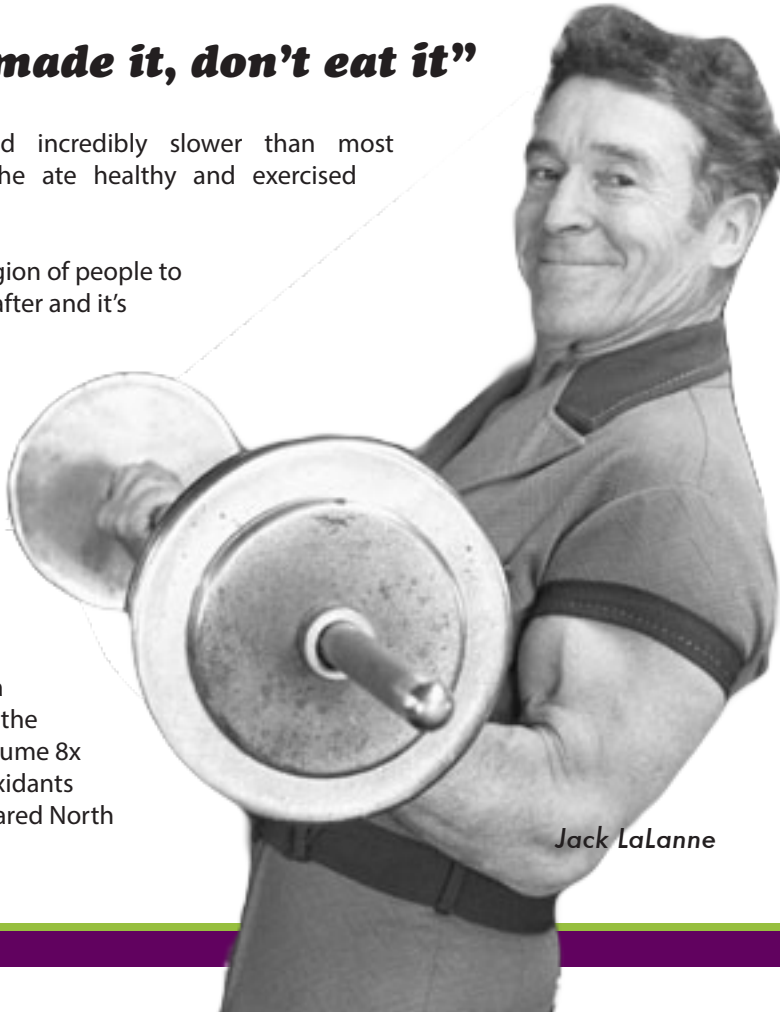 made it, don’t eat it”
d incredibly slower than most
he ate healthy and exercised
gion of people to
after and it’s
n
the
ume 8x
xidants
ared North
Jack LaLanne